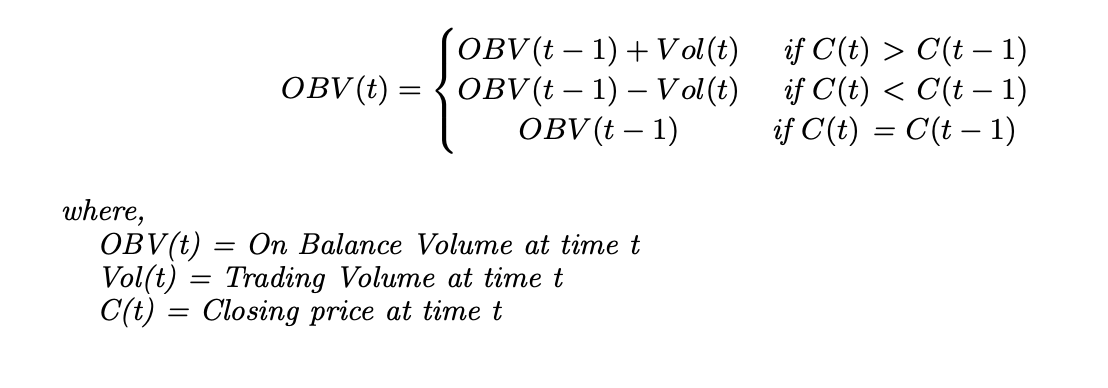 OBV(t − 1) + Vol(t) if C(t) > C(t − 1)
OBV(t) = { OBV(t − 1) − Vol(t) if C(t) < C(t − 1)
OBV(t − 1) if C(t) = C(t − 1)
where,
OBV(t) = On Balance Volume at time t
Vol(t) = Trading Volume at time t
C(t) = Closing price at time t